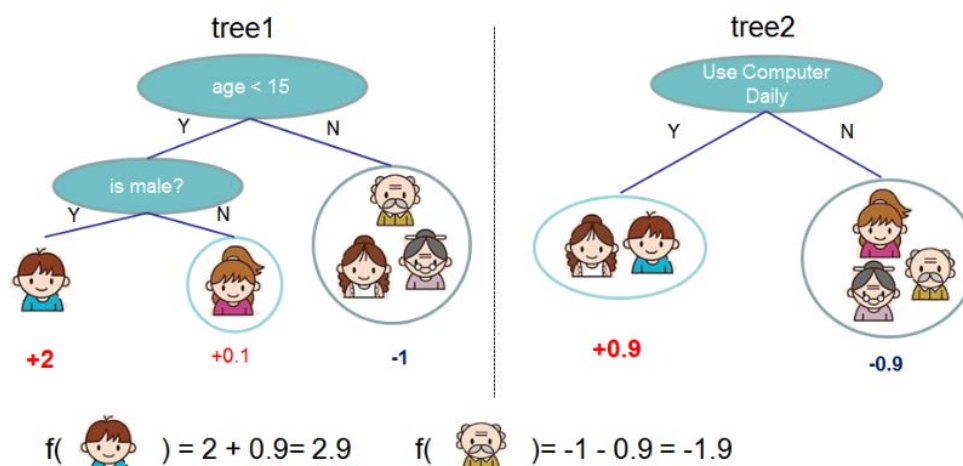 tree1
age < 15
Y
N
is male?
Y
N
+2
+0.1
-1
tree2
Use Computer
Daily
Y
N
+0.9
-0.9
f( ) = 2 + 0.9= 2.9
f( )= -1 - 0.9 = -1.9